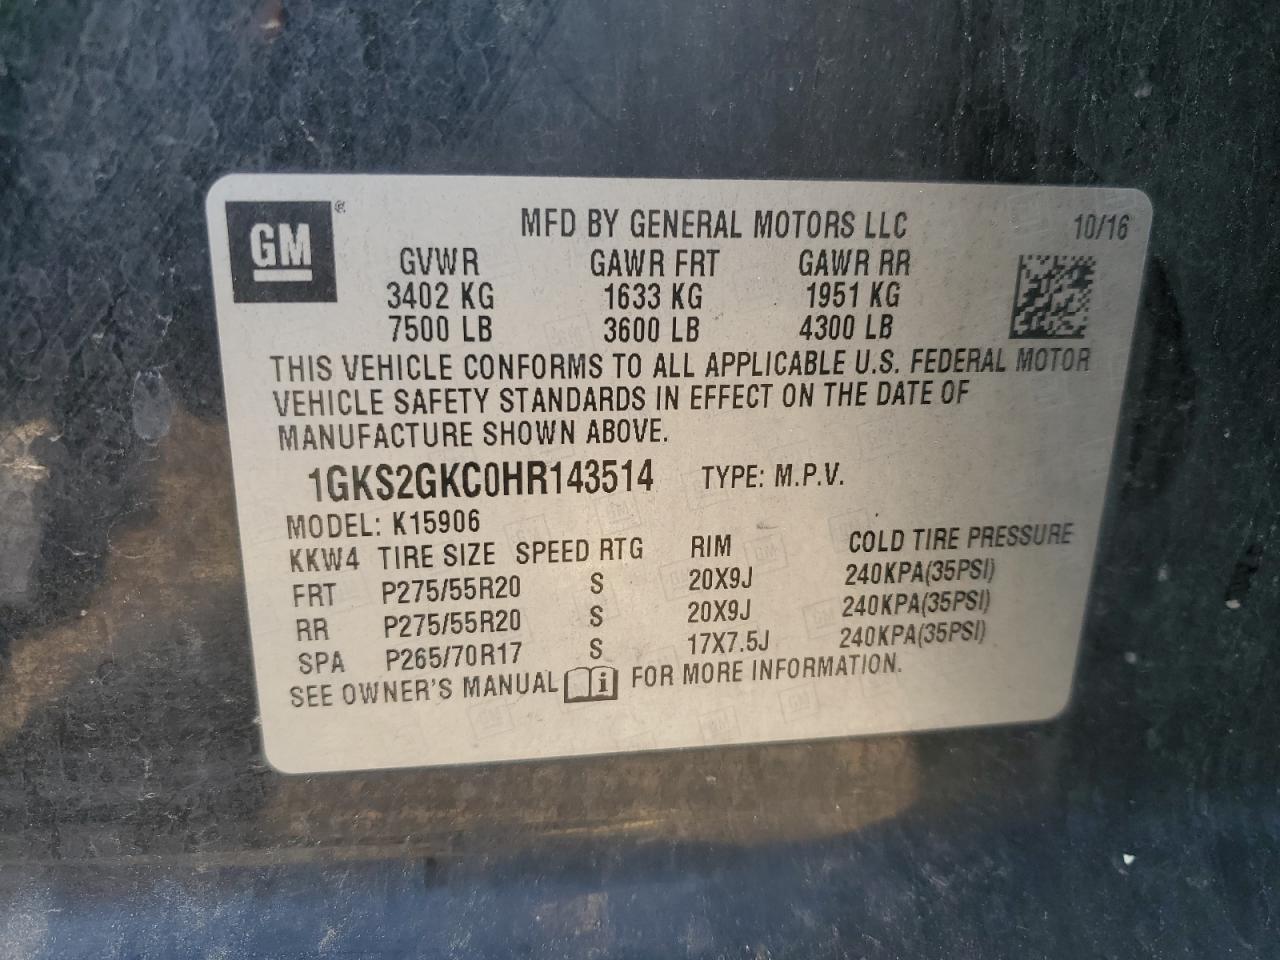 GM ®
MFD BY GENERAL MOTORS LLC 10/16
GVWR GAWR FRT GAWR RR
3402 KG 1633 KG 1951 KG
7500 LB 3600 LB 4300 LB
THIS VEHICLE CONFORMS TO ALL APPLICABLE U.S. FEDERAL MOTOR
VEHICLE SAFETY STANDARDS IN EFFECT ON THE DATE OF
MANUFACTURE SHOWN ABOVE.
1GKS2GKC0HR143514 TYPE: M.P.V.
MODEL: K15906
KKW4 TIRE SIZE SPEED RTG RIM COLD TIRE PRESSURE
FRT P275/55R20 S 20X9J 240KPA(35PSI)
RR P275/55R20 S 20X9J 240KPA(35PSI)
SPA P265/70R17 S 17X7.5J 240KPA(35PSI)
SEE OWNER'S MANUAL i FOR MORE INFORMATION.